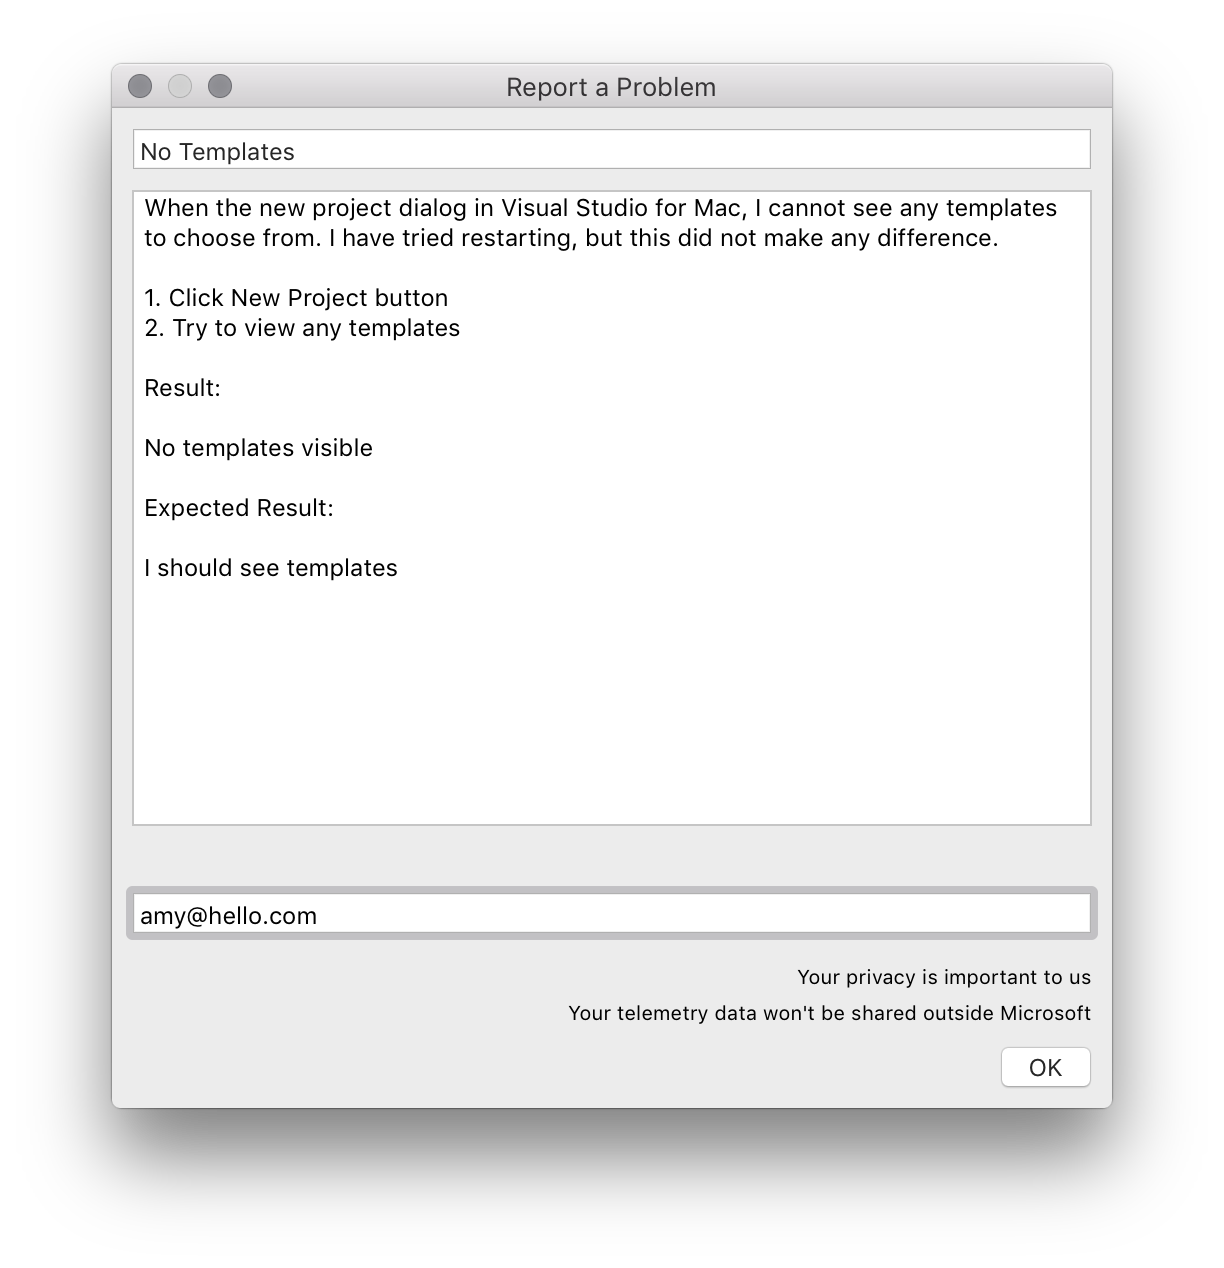 Report a Problem
No Templates
When the new project dialog in Visual Studio for Mac, I cannot see any templates
to choose from. I have tried restarting, but this did not make any difference.
1. Click New Project button
2. Try to view any templates
Result:
No templates visible
Expected Result:
I should see templates
amy@hello.com
Your privacy is important to us
Your telemetry data won't be shared outside Microsoft
OK